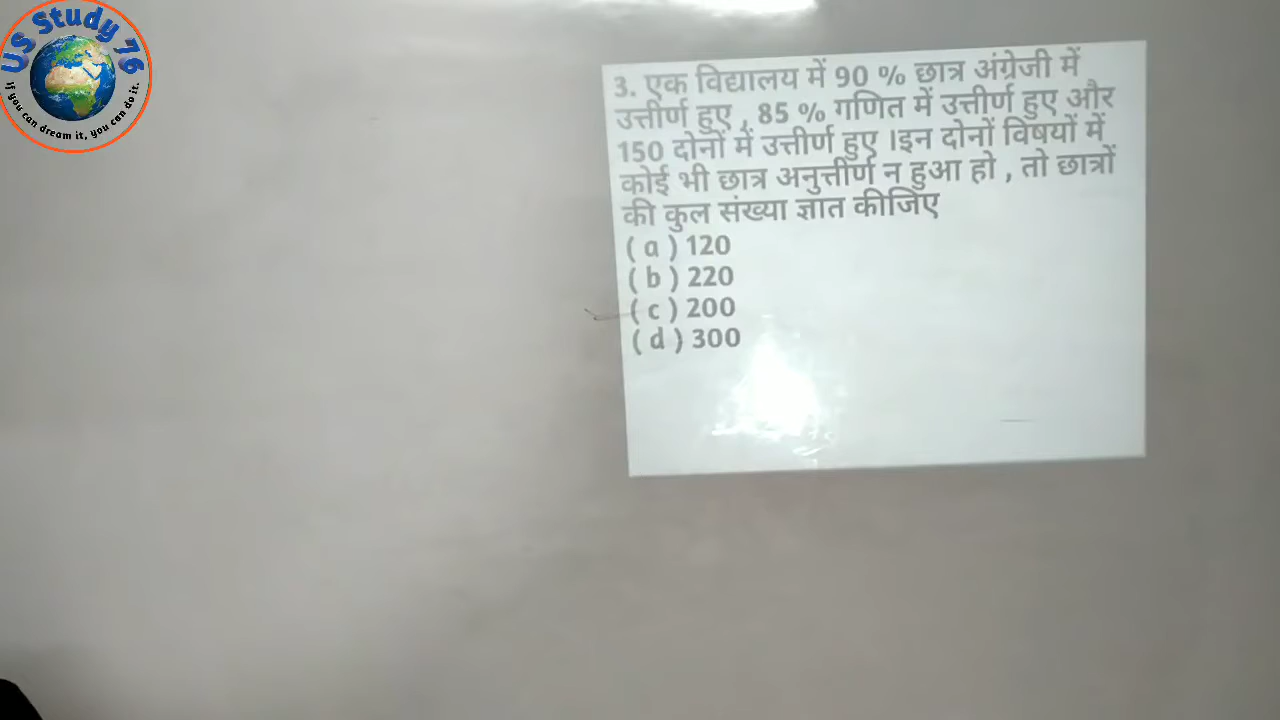 US Study 76
If you can dream it, you can do it.
3. एक विद्यालय में 90 % छात्र अंग्रेजी में
उत्तीर्ण हुए , 85 % गणित में उत्तीर्ण हुए और
150 दोनों में उत्तीर्ण हुए ।इन दोनों विषयों में
कोई भी छात्र अनुत्तीर्ण न हुआ हो , तो छात्रों
की कुल संख्या ज्ञात कीजिए
( a ) 120
( b ) 220
( c ) 200
( d ) 300